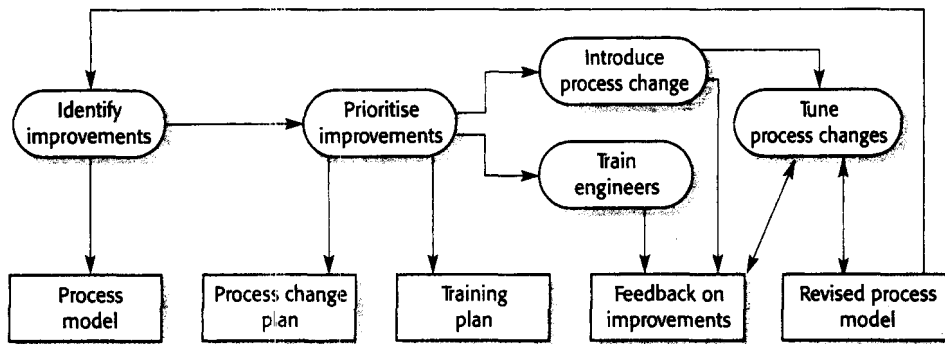 Identify
improvements
Prioritise
improvements
Introduce
process change
Train
engineers
Tune
process changes
Process
model
Process change
plan
Training
plan
Feedback on
improvements
Revised process
model